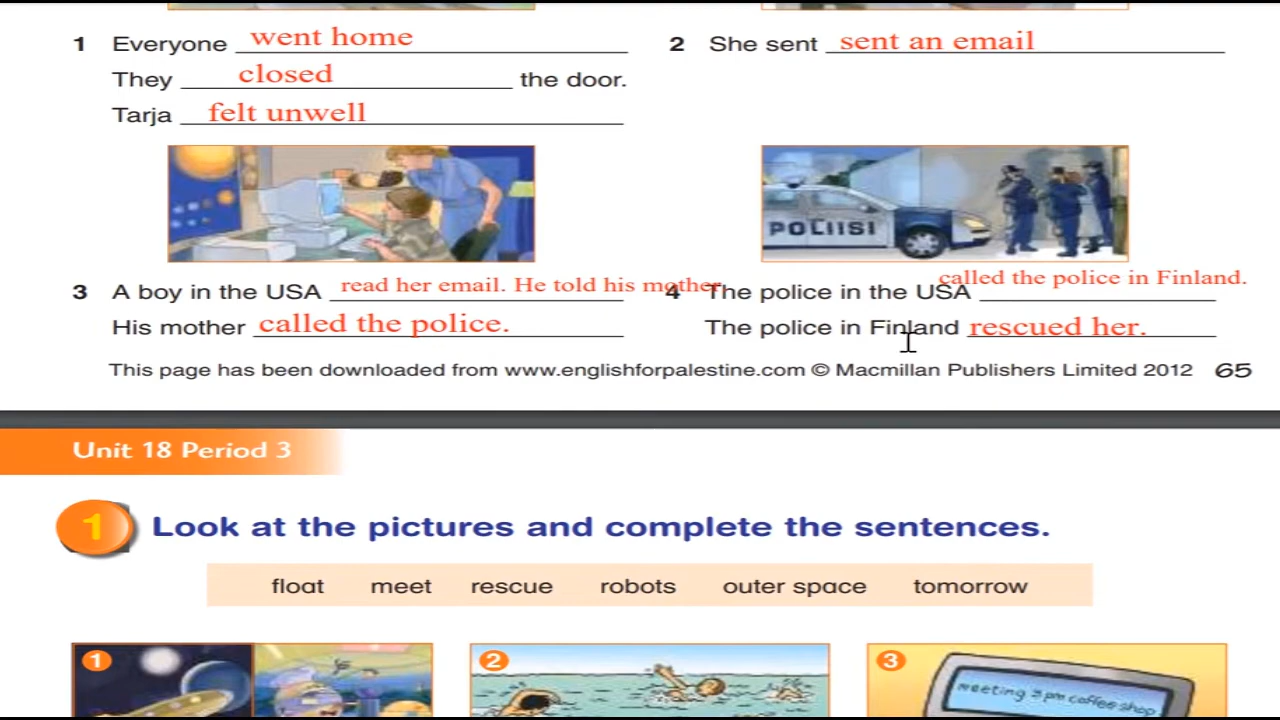 1 Everyone went home
They closed the door.
Tarja felt unwell
2 She sent sent an email
POLIISI
3 A boy in the USA read her email. He told his mother
His mother called the police.
4 The police in the USA called the police in Finland.
The police in Finland rescued her.
This page has been downloaded from www.englishforpalestine.com © Macmillan Publishers Limited 2012 65
Unit 18 Period 3
1 Look at the pictures and complete the sentences.
float meet rescue robots outer space tomorrow
1
2
3
meeting 3 pm coffee shop